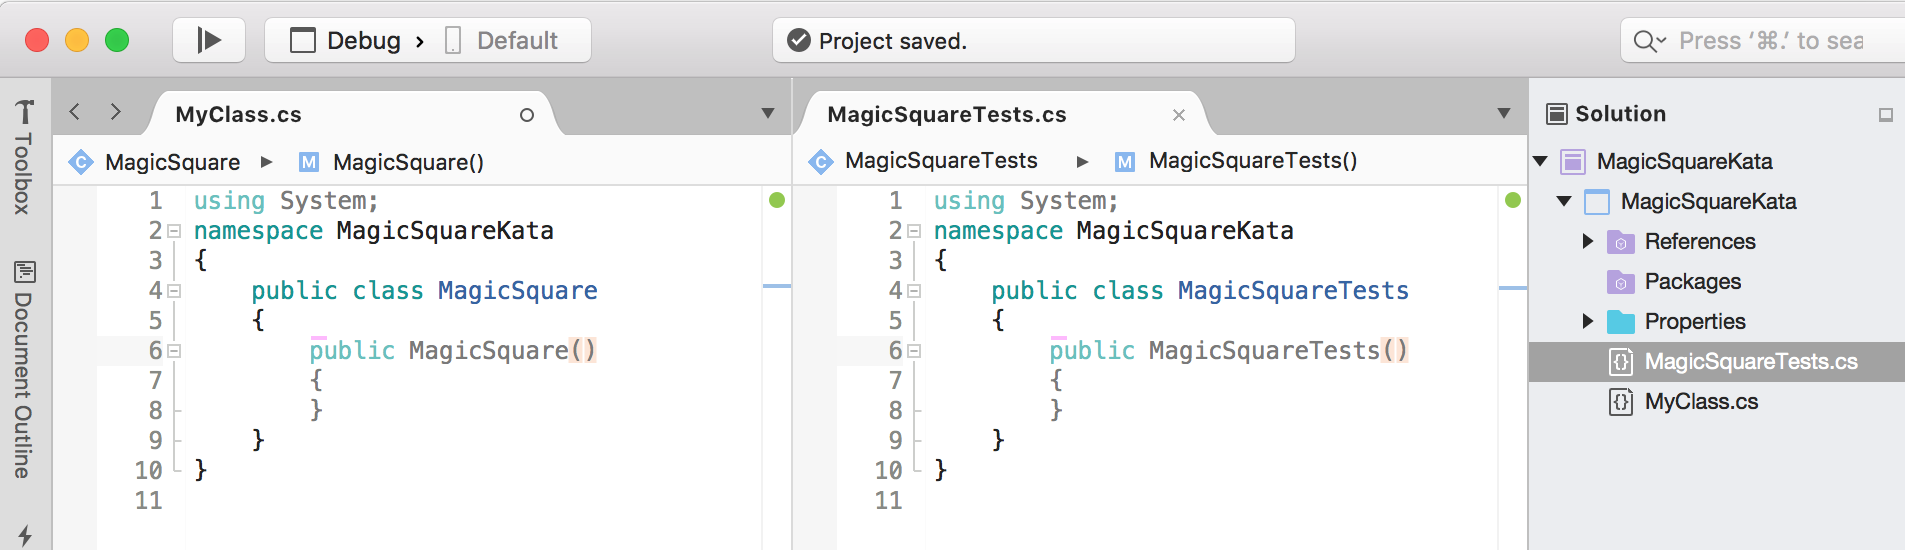 Debug › Default
Project saved.
Press ‘⌘.’ to sea
Toolbox
Document Outline
MyClass.cs
MagicSquare ▸ M MagicSquare()
1 using System;
2 namespace MagicSquareKata
3 {
4 public class MagicSquare
5 {
6 public MagicSquare()
7 {
8 }
9 }
10 }
11
MagicSquareTests.cs
MagicSquareTests ▸ M MagicSquareTests()
1 using System;
2 namespace MagicSquareKata
3 {
4 public class MagicSquareTests
5 {
6 public MagicSquareTests()
7 {
8 }
9 }
10 }
11
Solution
MagicSquareKata
MagicSquareKata
References
Packages
Properties
MagicSquareTests.cs
MyClass.cs